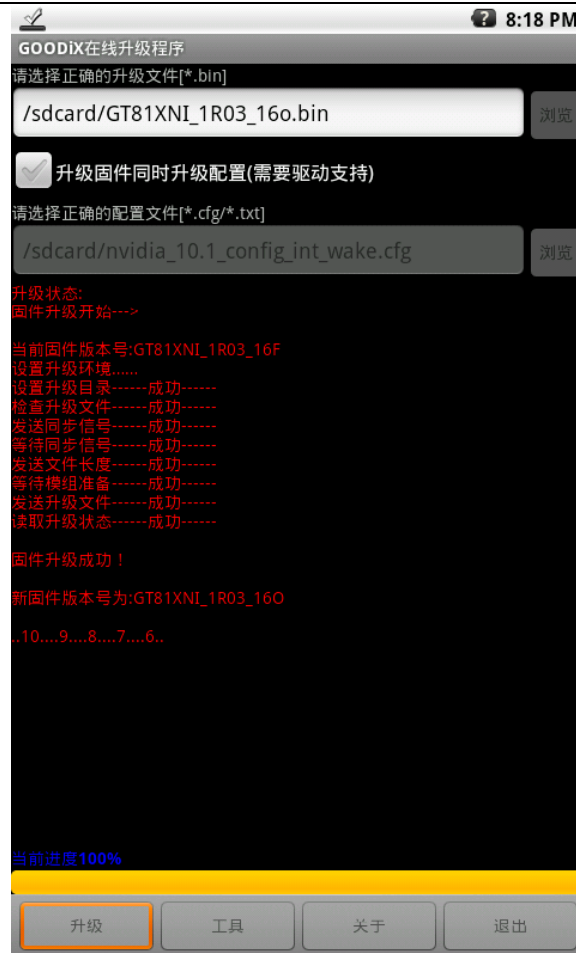 8:18 PM
GOODiX在线升级程序
请选择正确的升级文件[*.bin]
/sdcard/GT81XNI_1R03_16o.bin
浏览
升级固件同时升级配置(需要驱动支持)
请选择正确的配置文件[*.cfg/*.txt]
/sdcard/nvidia_10.1_config_int_wake.cfg
浏览
升级状态:
固件升级开始--->
当前固件版本号:GT81XNI_1R03_16F
设置升级环境......
设置升级目录------成功------
检查升级文件------成功------
发送同步信号------成功------
等待同步信号------成功------
发送文件长度------成功------
等待模组准备------成功------
发送升级文件------成功------
读取升级状态------成功------
固件升级成功！
新固件版本号为:GT81XNI_1R03_16O
..10....9....8....7....6..
当前进度100%
升级
工具
关于
退出